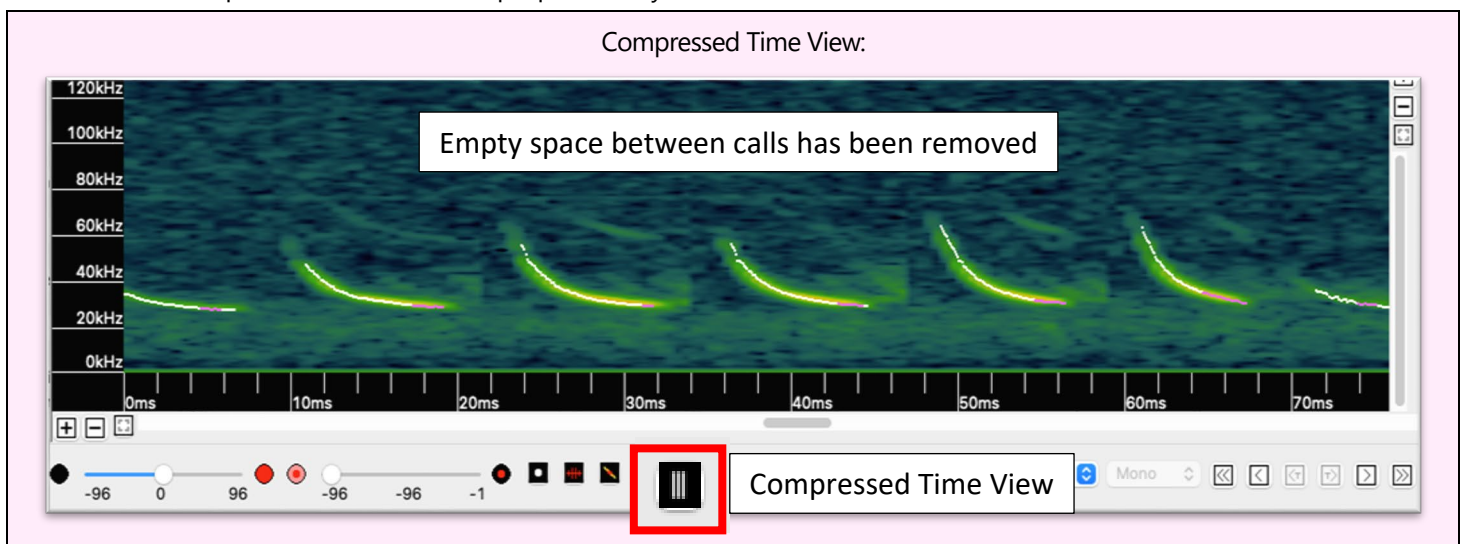 Compressed Time View:
120kHz
Empty space between calls has been removed
100kHz
80kHz
60kHz
40kHz
20kHz
0kHz
0ms 10ms 20ms 30ms 40ms 50ms 60ms 70ms
Compressed Time View
Mono
-96 0 96 -96 -96 -1